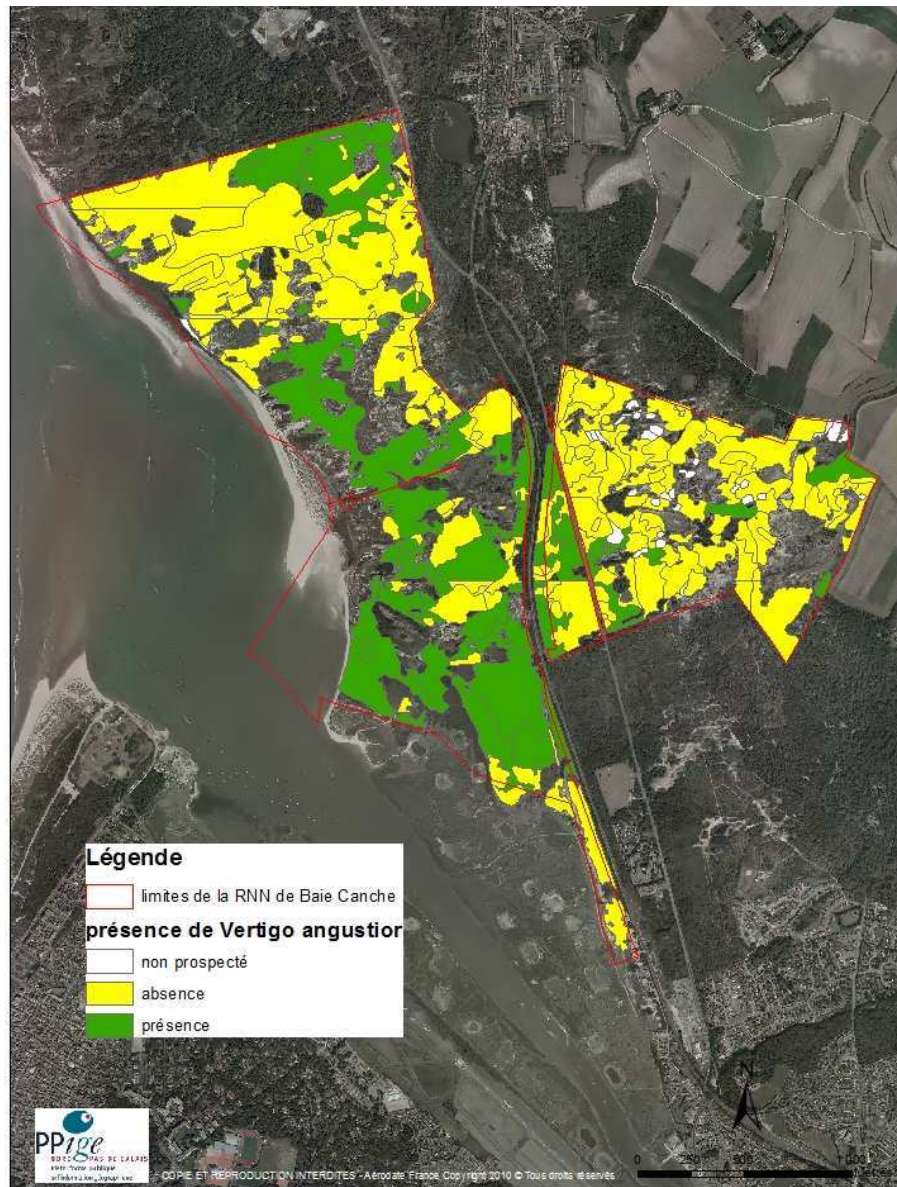 Légende
limites de la RNN de Baie Canche
présence de Vertigo angustior
non prospecté
absence
présence
N
PPige
NORD PAS DE CALAIS
COPIE ET REPRODUCTION INTERDITES - Aérodata France Copyright 2010 © Tous droits réservés
0 250 500 1 000